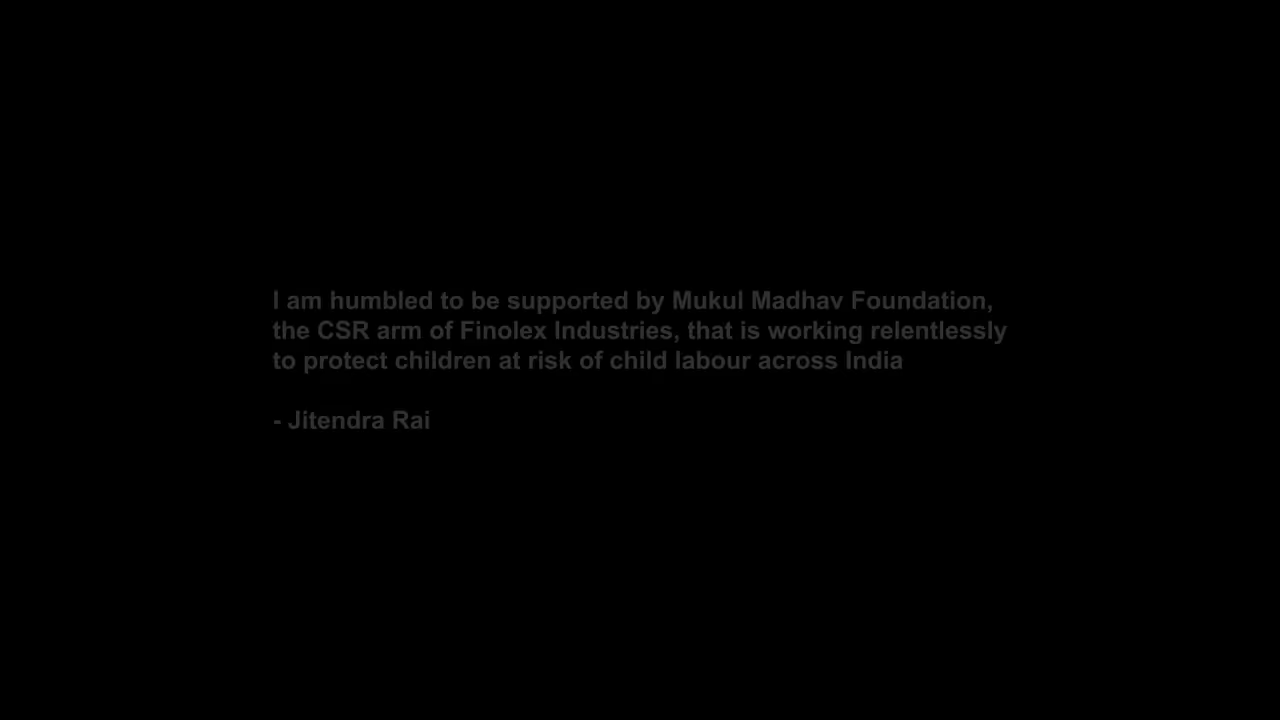 I am humbled to be supported by Mukul Madhav Foundation,
the CSR arm of Finolex Industries, that is working relentlessly
to protect children at risk of child labour across India
- Jitendra Rai